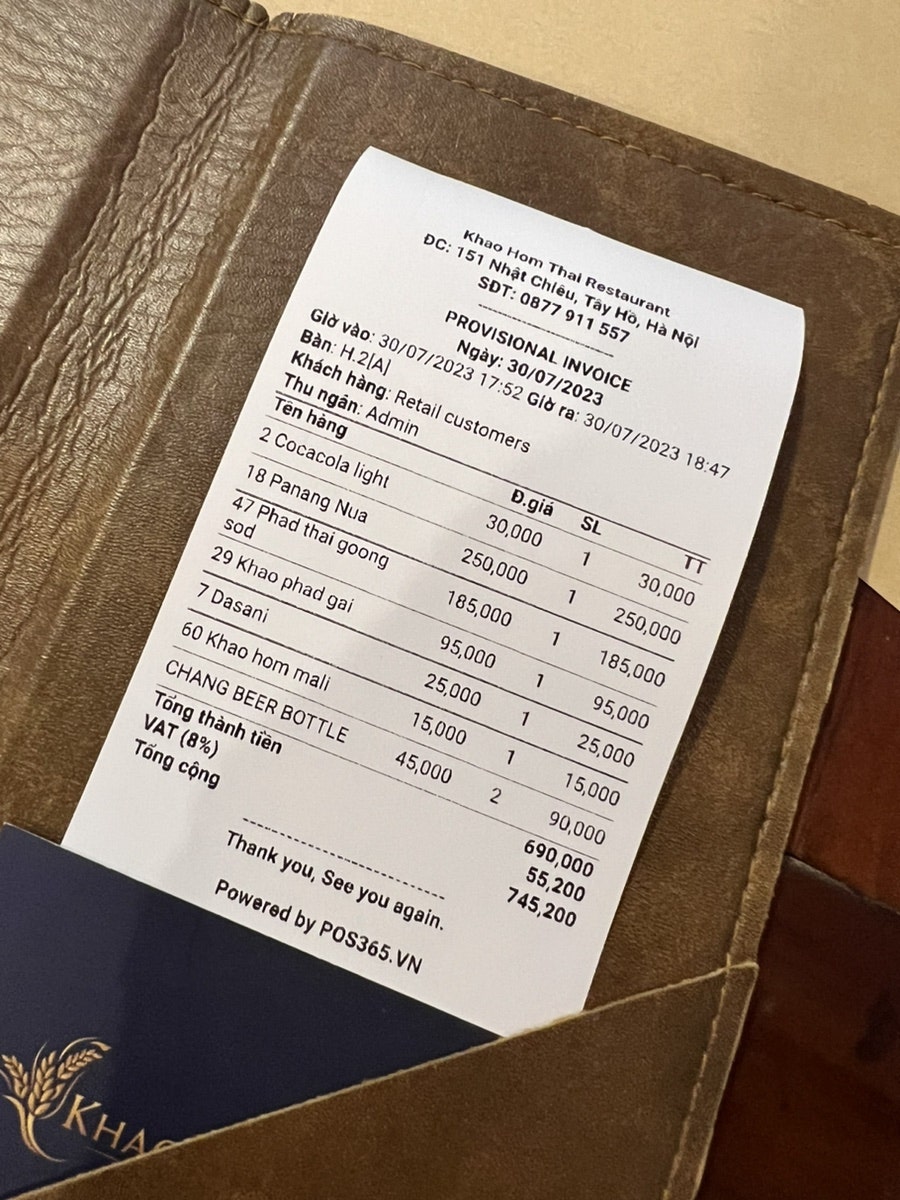 Khao Hom Thai Restaurant
ĐC: 151 Nhật Chiêu, Tây Hồ, Hà Nội
SĐT: 0877 911 557
PROVISIONAL INVOICE
Ngày: 30/07/2023
Giờ vào: 30/07/2023 17:52 Giờ ra: 30/07/2023 18:47
Bàn: H.2[A]
Khách hàng: Retail customers
Thu ngân: Admin
Tên hàng Đ.giá SL TT
2 Cocacola light 30,000 1 30,000
18 Panang Nua 250,000 1 250,000
47 Phad thai goong 185,000 1 185,000
sod
29 Khao phad gai 95,000 1 95,000
7 Dasani 25,000 1 25,000
60 Khao hom mali 15,000 1 15,000
CHANG BEER BOTTLE 45,000 2 90,000
Tổng thành tiền 690,000
VAT (8%) 55,200
Tổng cộng 745,200
Thank you, See you again.
Powered by POS365.VN